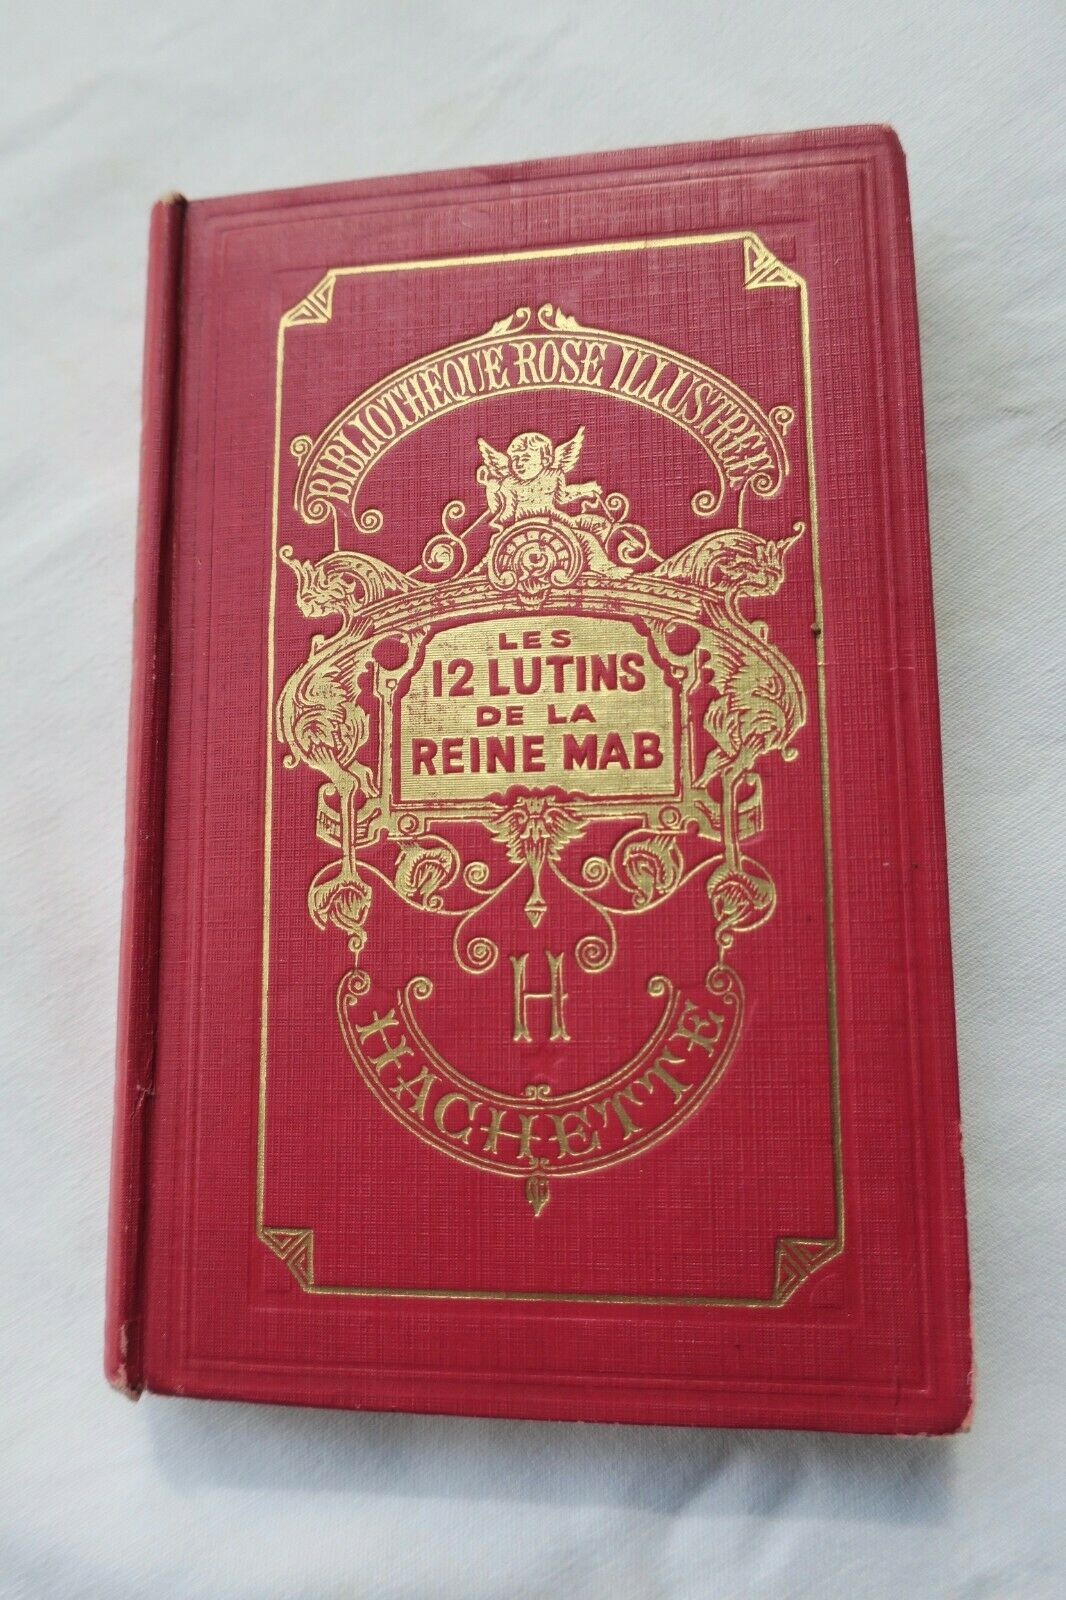 BIBLIOTHEQUE ROSE ILLUSTREE
LES
12 LUTINS
DE LA
REINE MAB
H
HACHETTE